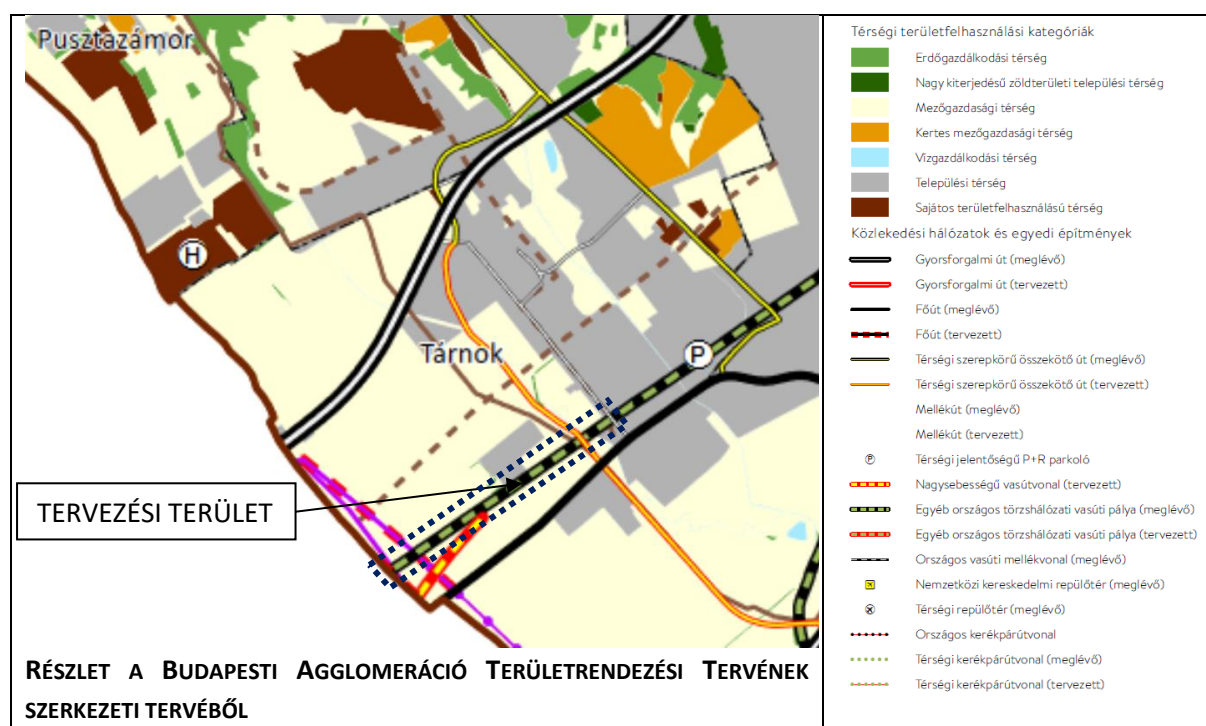 Pusztazámor
H
Tárnok
P
TERVEZÉSI TERÜLET
RÉSZLET A BUDAPESTI AGGLOMERÁCIÓ TERÜLETRENDEZÉSI TERVÉNEK
SZERKEZETI TERVÉBŐL
Térségi területfelhasználási kategóriák
Erdőgazdálkodási térség
Nagy kiterjedésű zöldterületi települési térség
Mezőgazdasági térség
Kertes mezőgazdasági térség
Vízgazdálkodási térség
Települési térség
Sajátos területfelhasználású térség
Közlekedési hálózatok és egyedi építmények
Gyorsforgalmi út (meglévő)
Gyorsforgalmi út (tervezett)
Főút (meglévő)
Főút (tervezett)
Térségi szerepkörű összekötő út (meglévő)
Térségi szerepkörű összekötő út (tervezett)
Mellékút (meglévő)
Mellékút (tervezett)
P Térségi jelentőségű P+R parkoló
Nagysebességű vasútvonal (tervezett)
Egyéb országos törzshálózati vasúti pálya (meglévő)
Egyéb országos törzshálózati vasúti pálya (tervezett)
Országos vasúti mellékvonal (meglévő)
Nemzetközi kereskedelmi repülőtér (meglévő)
Térségi repülőtér (meglévő)
Országos kerékpárútvonal
Térségi kerékpárútvonal (meglévő)
Térségi kerékpárútvonal (tervezett)